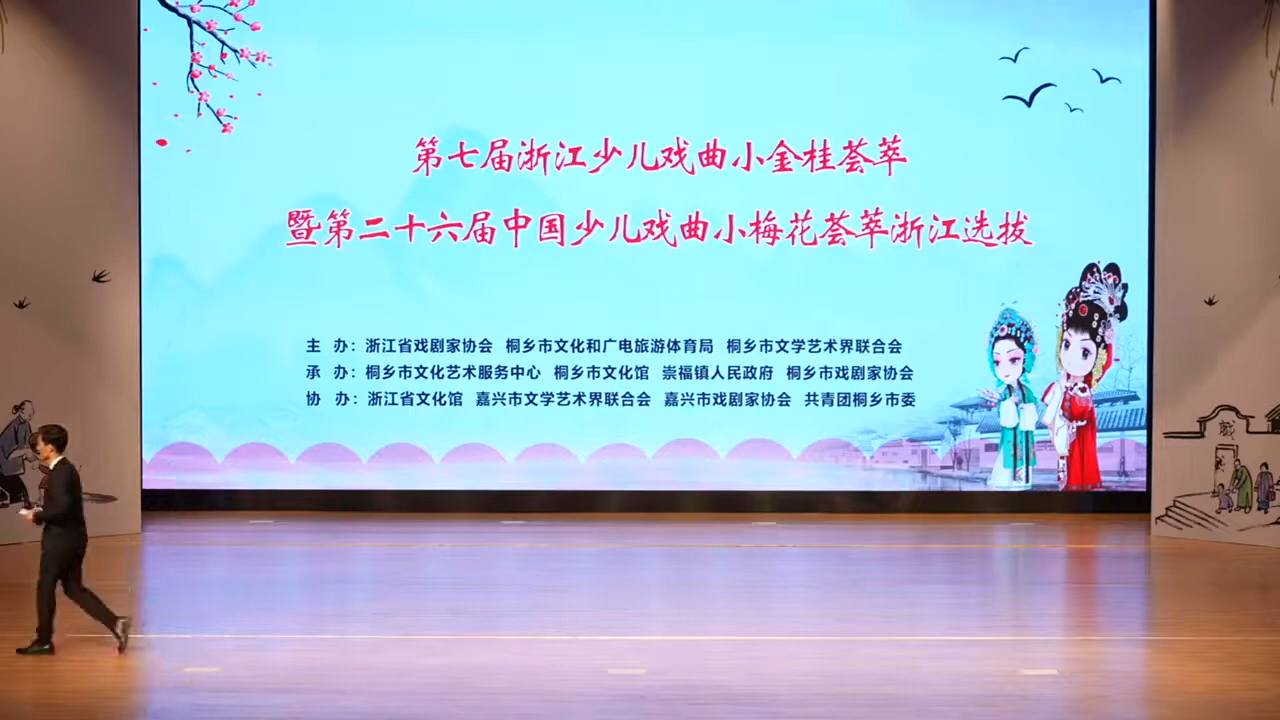 第七届浙江少儿戏曲小金桂荟萃
暨第二十六届中国少儿戏曲小梅花荟萃浙江选拔
主 办：浙江省戏剧家协会 桐乡市文化和广电旅游体育局 桐乡市文学艺术界联合会
承 办：桐乡市文化艺术服务中心 桐乡市文化馆 崇福镇人民政府 桐乡市戏剧家协会
协 办：浙江省文化馆 嘉兴市文学艺术界联合会 嘉兴市戏剧家协会 共青团桐乡市委